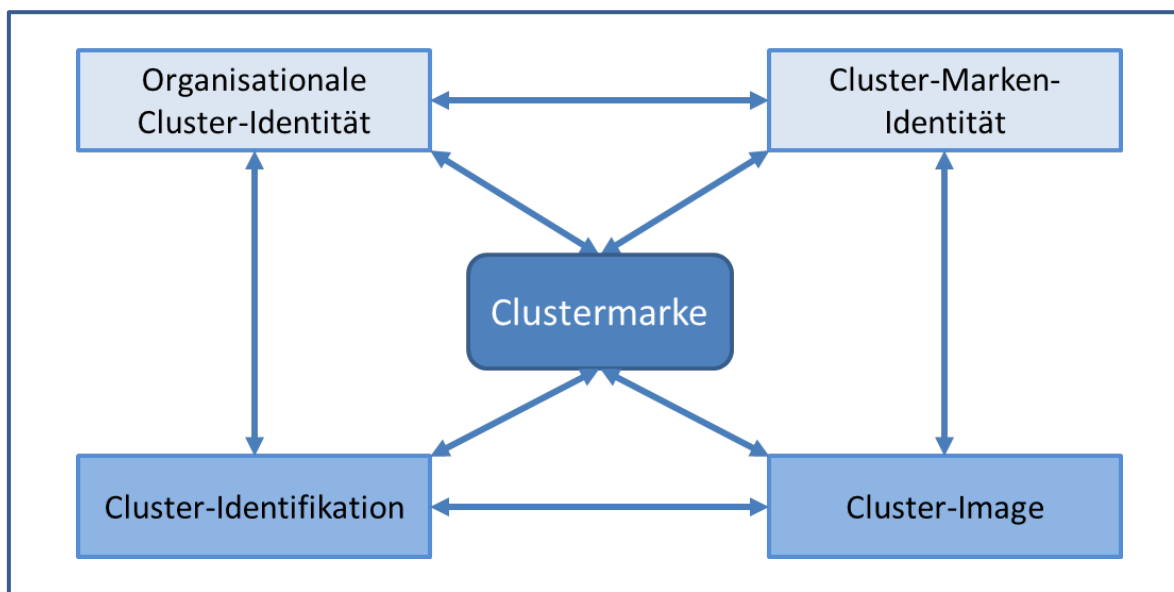 Organisationale
Cluster-Identität
Cluster-Marken-
Identität
Clustermarke
Cluster-Identifikation
Cluster-Image